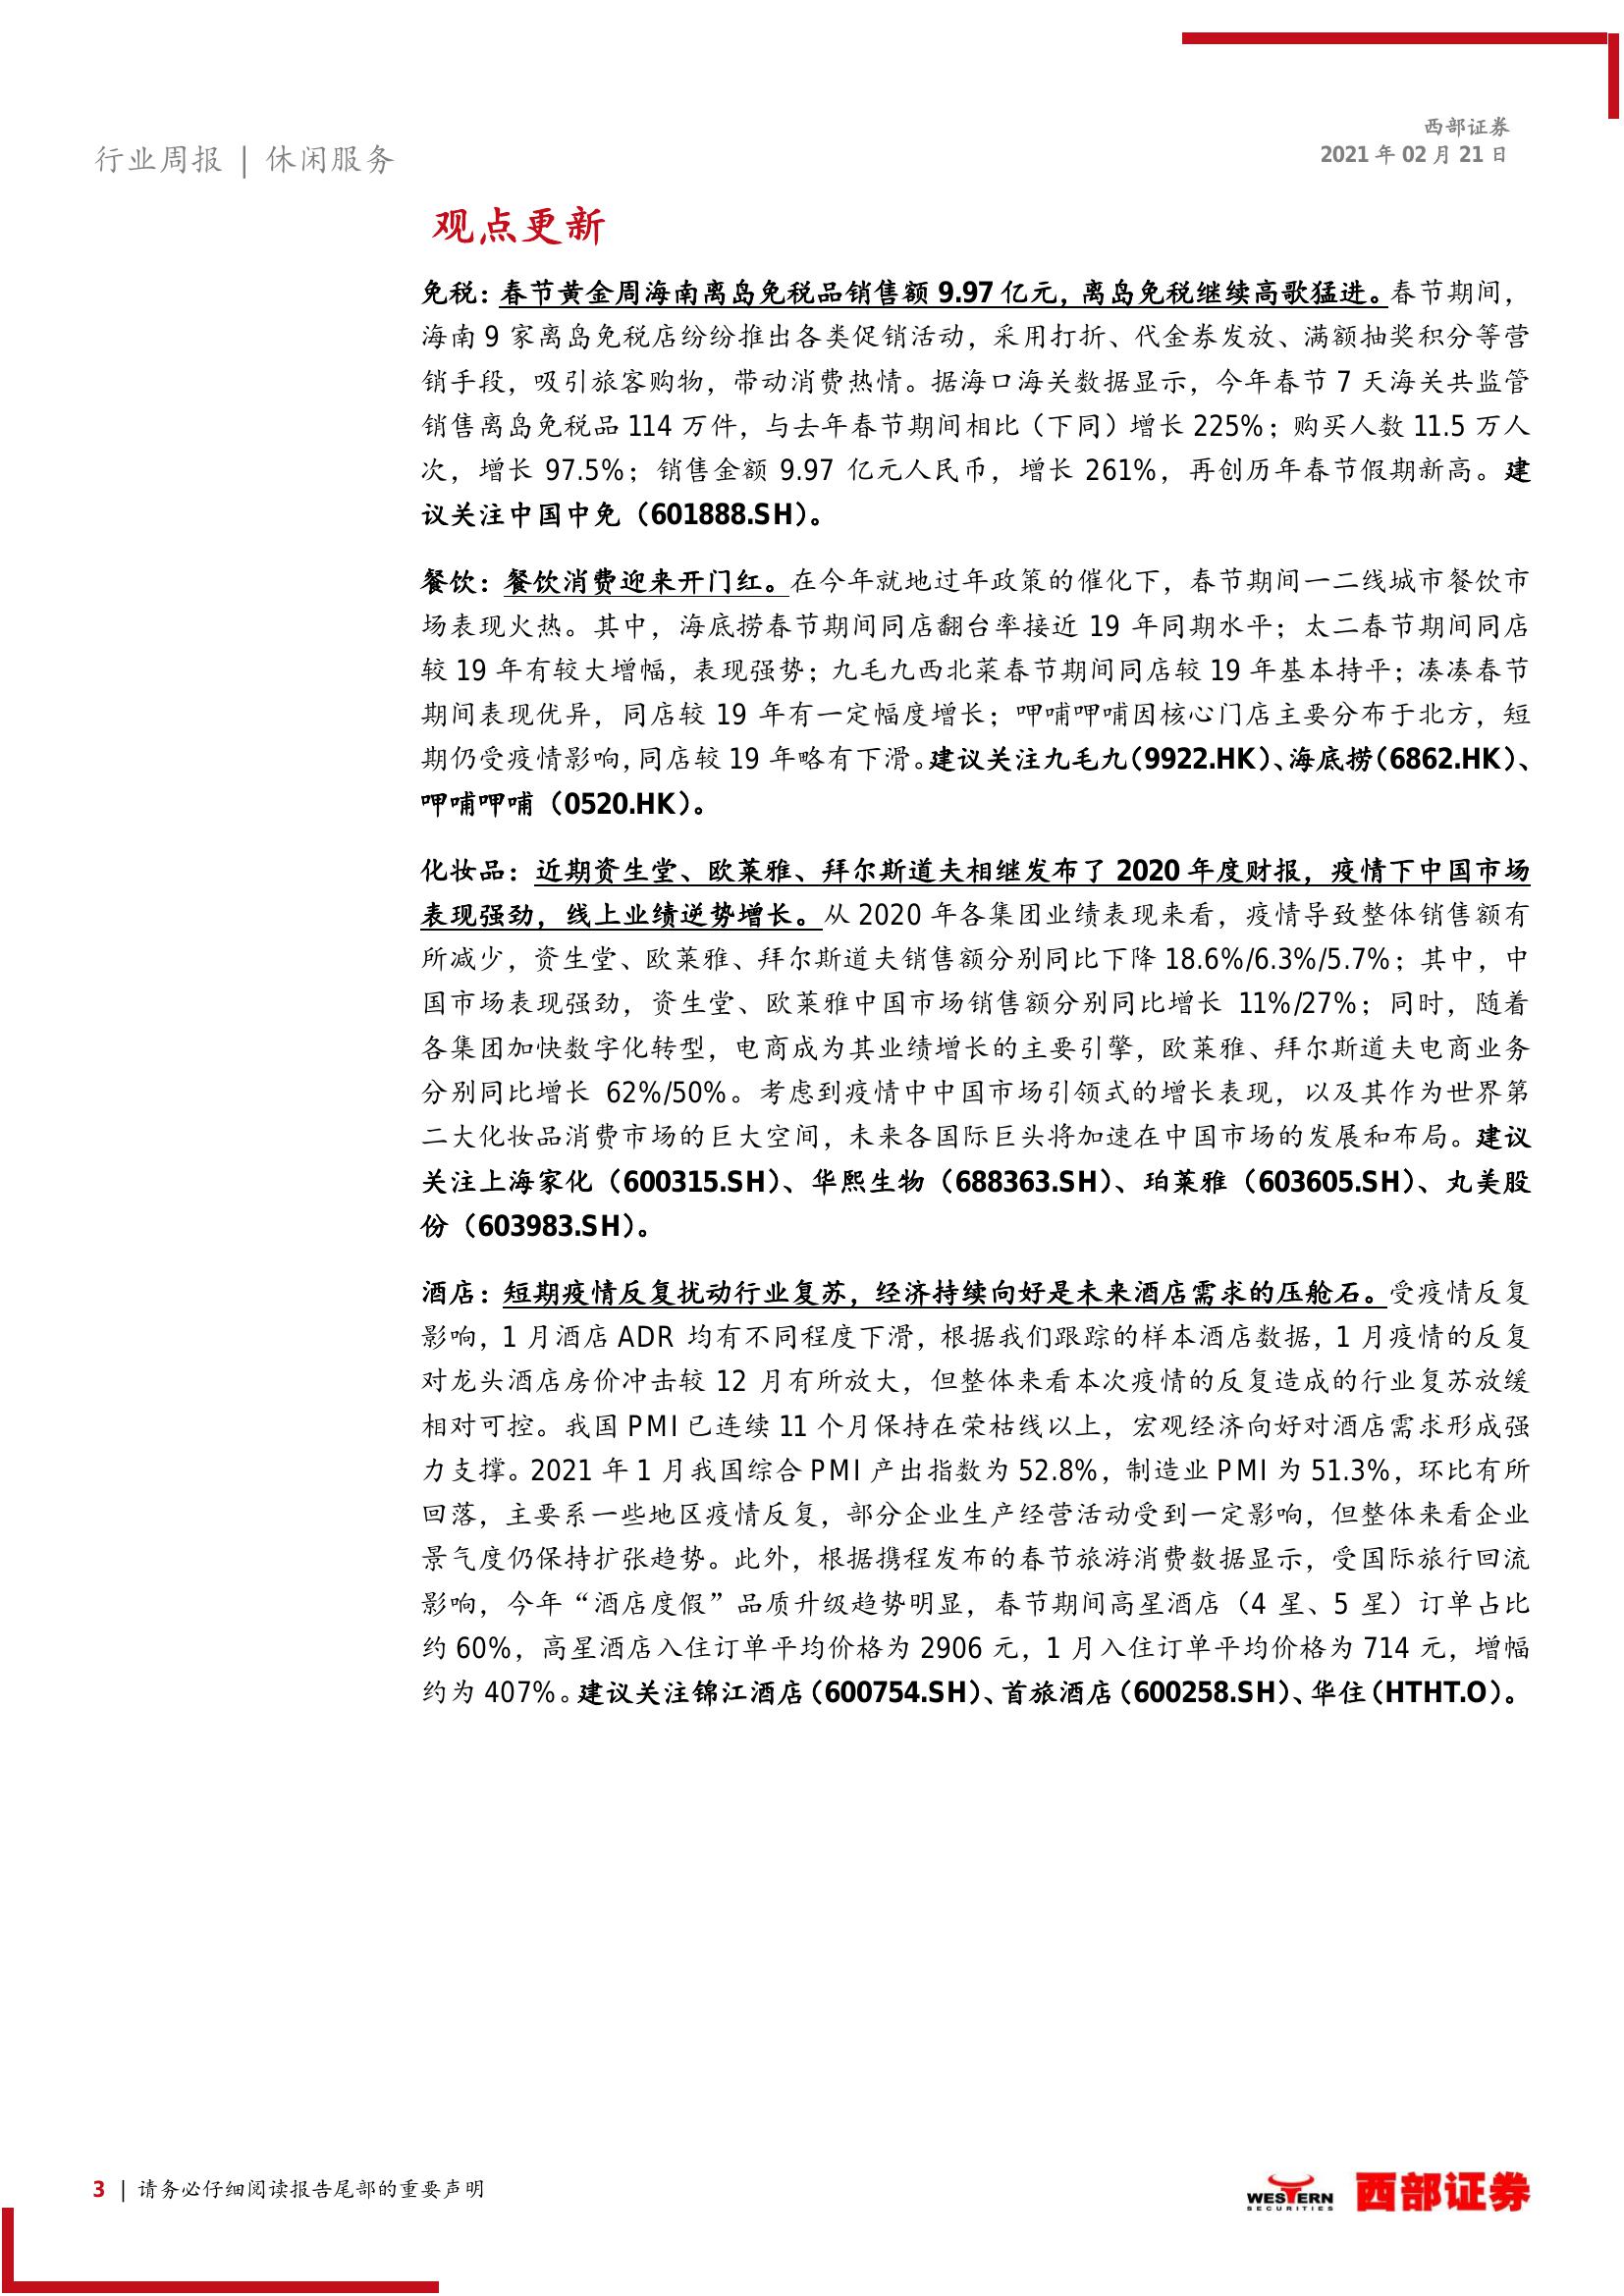 西部证券
2021 年 02 月 21 日
行业周报 | 休闲服务
观点更新
免税：春节黄金周海南离岛免税品销售额 9.97 亿元，离岛免税继续高歌猛进。春节期间，
海南 9 家离岛免税店纷纷推出各类促销活动，采用打折、代金券发放、满额抽奖积分等营
销手段，吸引旅客购物，带动消费热情。据海口海关数据显示，今年春节 7 天海关共监管
销售离岛免税品 114 万件，与去年春节期间相比（下同）增长 225%；购买人数 11.5 万人
次，增长 97.5%；销售金额 9.97 亿元人民币，增长 261%，再创历年春节假期新高。建
议关注中国中免（601888.SH）。
餐饮：餐饮消费迎来开门红。在今年就地过年政策的催化下，春节期间一二线城市餐饮市
场表现火热。其中，海底捞春节期间同店翻台率接近 19 年同期水平；太二春节期间同店
较 19 年有较大增幅，表现强势；九毛九西北菜春节期间同店较 19 年基本持平；凑凑春节
期间表现优异，同店较 19 年有一定幅度增长；呷哺呷哺因核心门店主要分布于北方，短
期仍受疫情影响，同店较 19 年略有下滑。建议关注九毛九（9922.HK）、海底捞（6862.HK）、
呷哺呷哺（0520.HK）。
化妆品：近期资生堂、欧莱雅、拜尔斯道夫相继发布了 2020 年度财报，疫情下中国市场
表现强劲，线上业绩逆势增长。从 2020 年各集团业绩表现来看，疫情导致整体销售额有
所减少，资生堂、欧莱雅、拜尔斯道夫销售额分别同比下降 18.6%/6.3%/5.7%；其中，中
国市场表现强劲，资生堂、欧莱雅中国市场销售额分别同比增长 11%/27%；同时，随着
各集团加快数字化转型，电商成为其业绩增长的主要引擎，欧莱雅、拜尔斯道夫电商业务
分别同比增长 62%/50%。考虑到疫情中中国市场引领式的增长表现，以及其作为世界第
二大化妆品消费市场的巨大空间，未来各国际巨头将加速在中国市场的发展和布局。建议
关注上海家化（600315.SH）、华熙生物（688363.SH）、珀莱雅（603605.SH）、丸美股
份（603983.SH）。
酒店：短期疫情反复扰动行业复苏，经济持续向好是未来酒店需求的压舱石。受疫情反复
影响，1 月酒店 ADR 均有不同程度下滑，根据我们跟踪的样本酒店数据，1 月疫情的反复
对龙头酒店房价冲击较 12 月有所放大，但整体来看本次疫情的反复造成的行业复苏放缓
相对可控。我国 PMI 已连续 11 个月保持在荣枯线以上，宏观经济向好对酒店需求形成强
力支撑。2021 年 1 月我国综合 PMI 产出指数为 52.8%，制造业 PMI 为 51.3%，环比有所
回落，主要系一些地区疫情反复，部分企业生产经营活动受到一定影响，但整体来看企业
景气度仍保持扩张趋势。此外，根据携程发布的春节旅游消费数据显示，受国际旅行回流
影响，今年“酒店度假”品质升级趋势明显，春节期间高星酒店（4 星、5 星）订单占比
约 60%，高星酒店入住订单平均价格为 2906 元，1 月入住订单平均价格为 714 元，增幅
约为 407%。建议关注锦江酒店（600754.SH）、首旅酒店（600258.SH）、华住（HTHT.O）。
3 | 请务必仔细阅读报告尾部的重要声明
WESTERN
SECURITIES
西部证券